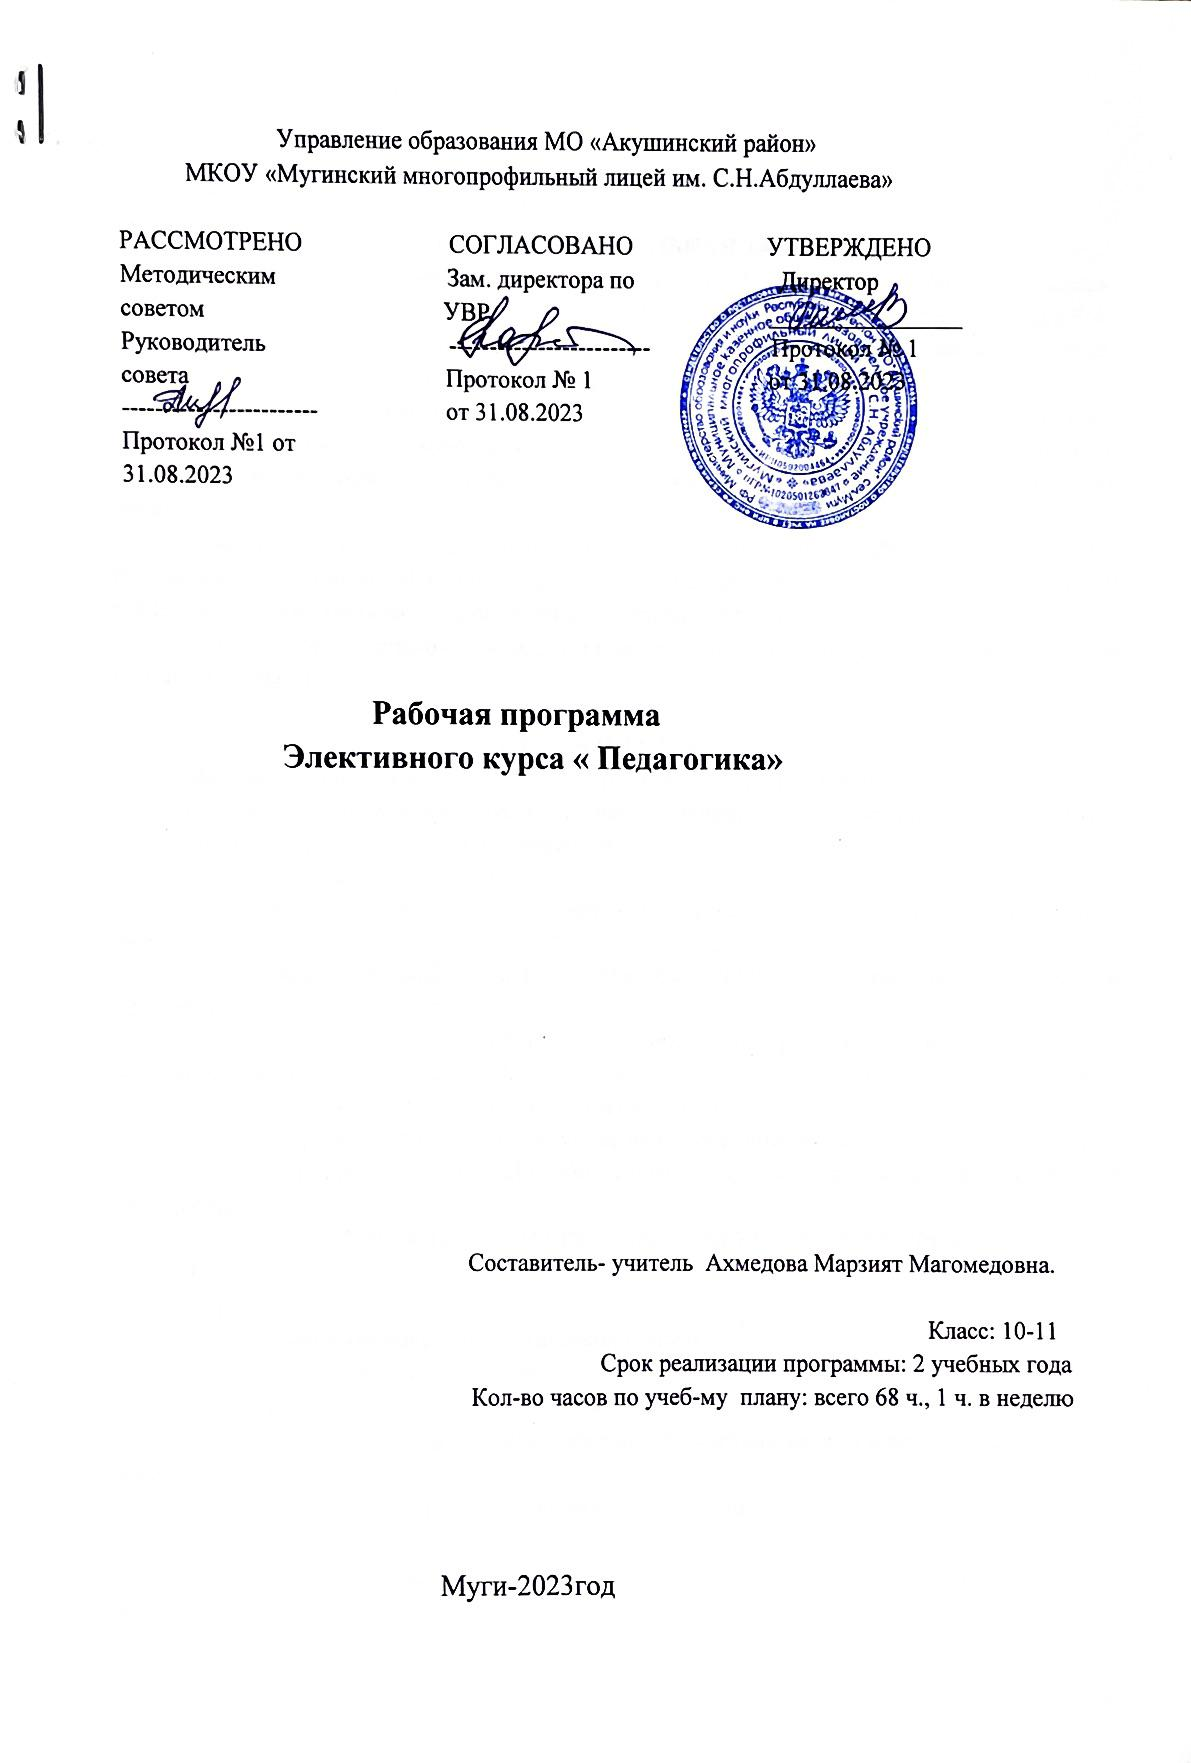 Управление образования МО «Акушинский район»
МКОУ «Мугинский многопрофильный лицей им. С.Н.Абдуллаева»
РАССМОТРЕНО
Методическим
советом
Руководитель
совета
-----------------------------
Протокол №1 от
31.08.2023
СОГЛАСОВАНО
Зам. директора по
УВР
-----------------------------
Протокол № 1
от 31.08.2023
УТВЕРЖДЕНО
Директор
Протокол № 1
от 31.08.2023
Рабочая программа
Элективного курса « Педагогика»
Составитель- учитель  Ахмедова Марзият Магомедовна.
Класс: 10-11
Срок реализации программы: 2 учебных года
Кол-во часов по учеб-му  плану: всего 68 ч., 1 ч. в неделю
Муги-2023год